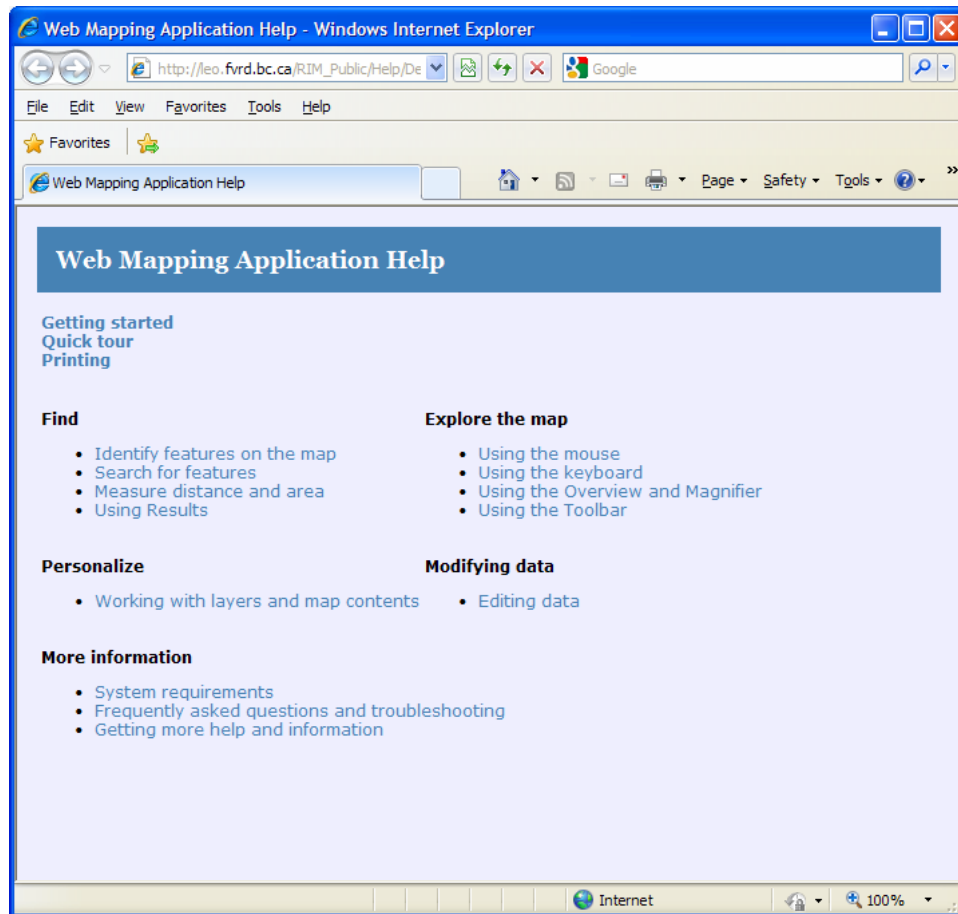 Web Mapping Application Help - Windows Internet Explorer
http://leo.fvrd.bc.ca/RIM_Public/Help/De
Google
File Edit View Favorites Tools Help
Favorites
Web Mapping Application Help
Page Safety Tools »
Web Mapping Application Help
Getting started
Quick tour
Printing
Find
• Identify features on the map
• Search for features
• Measure distance and area
• Using Results
Explore the map
• Using the mouse
• Using the keyboard
• Using the Overview and Magnifier
• Using the Toolbar
Personalize
• Working with layers and map contents
Modifying data
• Editing data
More information
• System requirements
• Frequently asked questions and troubleshooting
• Getting more help and information
Internet
100%